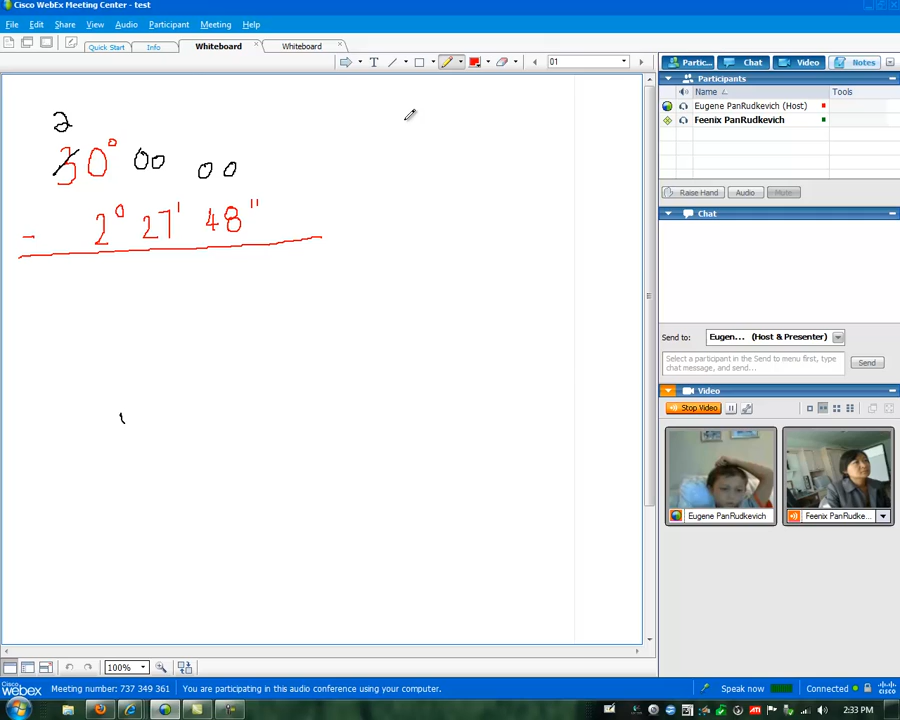 Cisco WebEx Meeting Center - test
File Edit Share View Audio Participant Meeting Help
Quick Start Info Whiteboard Whiteboard
T 01
Partic... Chat Video Notes
Participants
Name Tools
Eugene PanRudkevich (Host)
Feenix PanRudkevich
Raise Hand Audio Mute
Chat
2
30° 00 00
- 2° 27' 48"
Send to: Eugen... (Host & Presenter)
Select a participant in the Send to menu first, type
chat message, and send...
Send
Video
Stop Video
Eugene PanRudkevich Feenix PanRudke...
100%
Cisco
webex Meeting number: 737 349 361 You are participating in this audio conference using your computer. Speak now Connected
2:33 PM